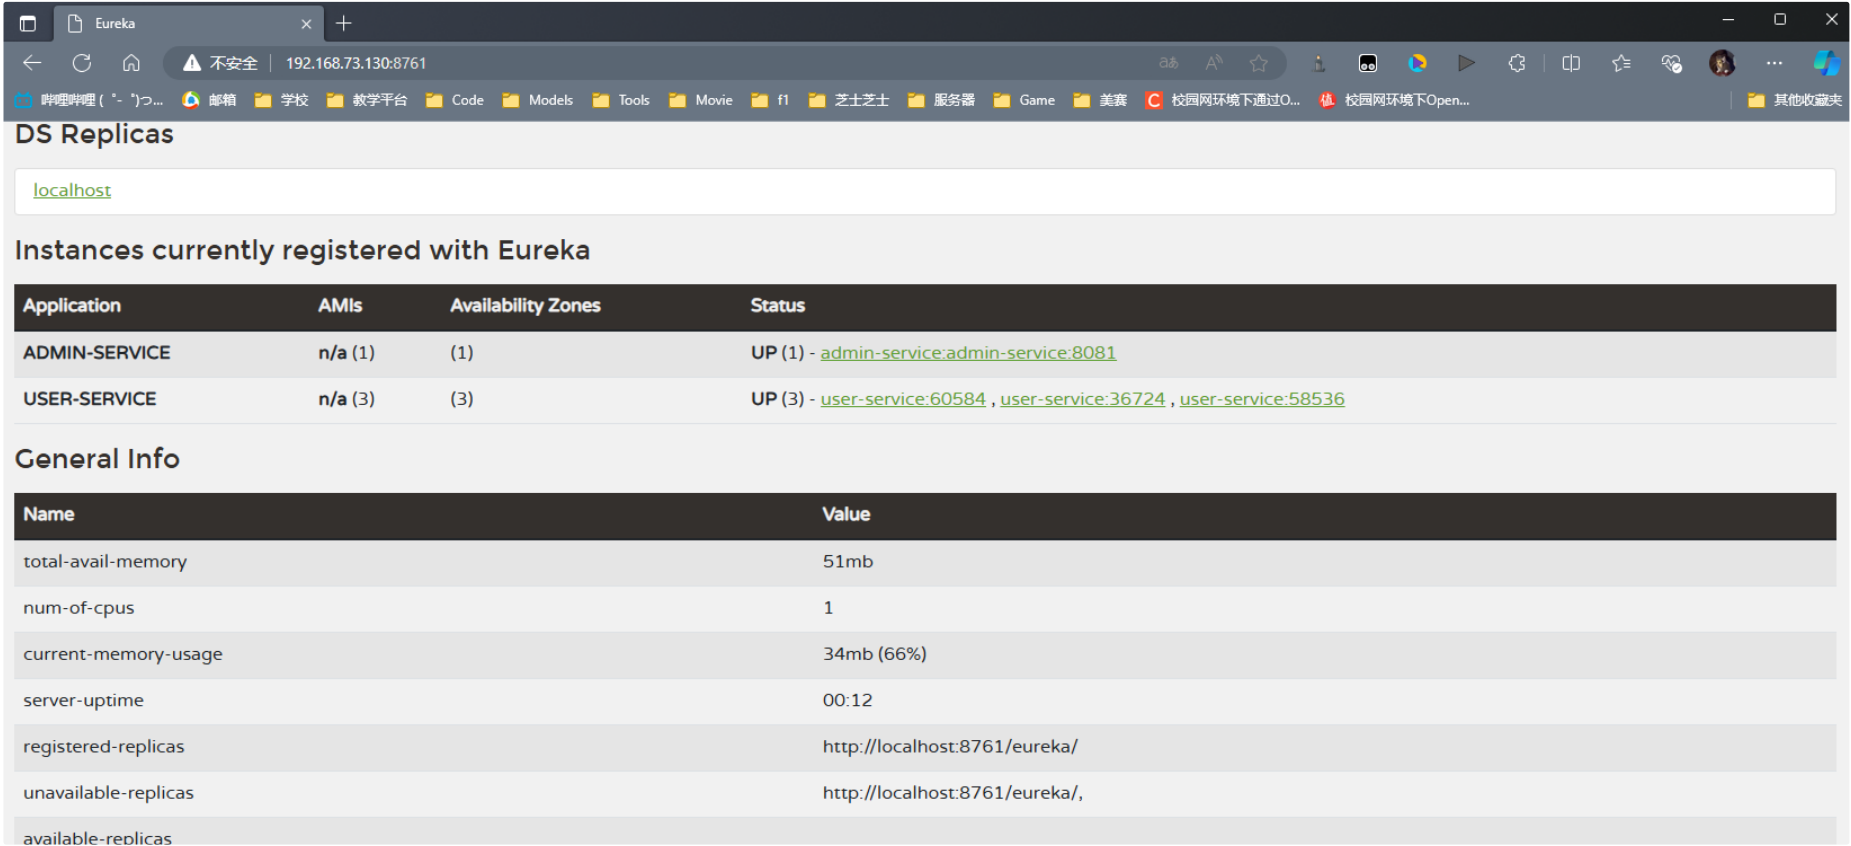 Eureka
不安全 192.168.73.130:8761
哔哩哔哩 ( ゜- ゜)つ... 邮箱 学校 教学平台 Code Models Tools Movie f1 芝士芝士 服务器 Game 美赛 校园网环境下通过O... 校园网环境下Open... 其他收藏夹
DS Replicas
localhost
Instances currently registered with Eureka
Application AMIs Availability Zones Status
ADMIN-SERVICE n/a (1) (1) UP (1) - admin-service:admin-service:8081
USER-SERVICE n/a (3) (3) UP (3) - user-service:60584 , user-service:36724 , user-service:58536
General Info
Name Value
total-avail-memory 51mb
num-of-cpus 1
current-memory-usage 34mb (66%)
server-uptime 00:12
registered-replicas http://localhost:8761/eureka/
unavailable-replicas http://localhost:8761/eureka/,
available-replicas